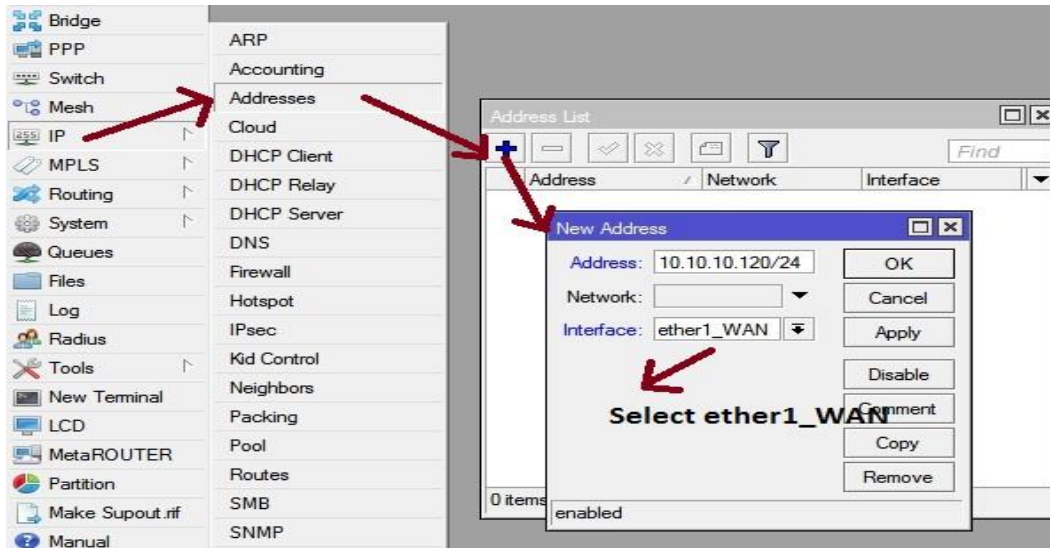 Bridge
PPP
Switch
Mesh
255 IP
MPLS
Routing
System
Queues
Files
Log
Radius
Tools
New Terminal
LCD
MetaROUTER
Partition
Make Supout.rif
Manual
ARP
Accounting
Addresses
Cloud
DHCP Client
DHCP Relay
DHCP Server
DNS
Firewall
Hotspot
IPsec
Kid Control
Neighbors
Packing
Pool
Routes
SMB
SNMP
Address List
Find
Address Network Interface
0 items
New Address
Address: 10.10.10.120/24
Network:
Interface: ether1_WAN
OK
Cancel
Apply
Disable
Comment
Copy
Remove
Select ether1_WAN
enabled